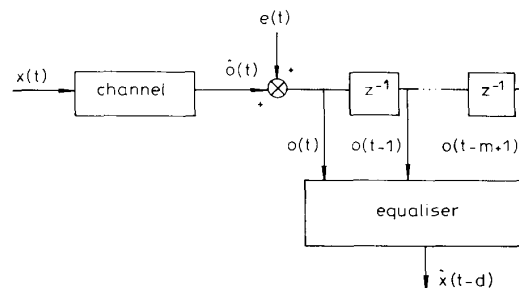 e(t)
x(t)
channel
ô(t)
+
+
z⁻¹
.....
z⁻¹
o(t)
o(t-1)
o(t-m+1)
equaliser
x̂(t-d)